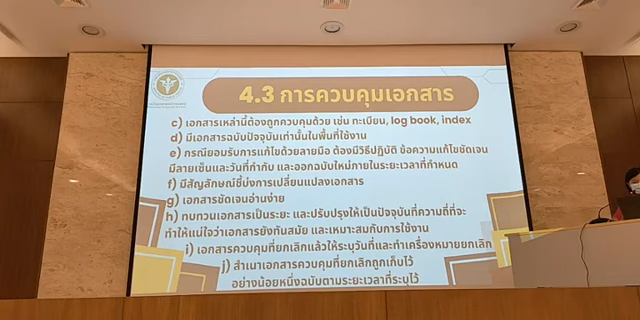 4.3 การควบคุมเอกสาร
c) เอกสารเหล่านี้ต้องถูกควบคุมด้วย เช่น ทะเบียน, log book, index
d) มีเอกสารฉบับปัจจุบันเท่านั้นในพื้นที่ใช้งาน
e) กรณียอมรับการแก้ไขด้วยลายมือ ต้องมีวิธีปฏิบัติ ข้อความแก้ไขชัดเจน
มีลายเซ็นและวันที่กำกับ และออกฉบับใหม่ภายในระยะเวลาที่กำหนด
f) มีสัญลักษณ์ชี้บ่งการเปลี่ยนแปลงเอกสาร
g) เอกสารชัดเจนอ่านง่าย
h) ทบทวนเอกสารเป็นระยะ และปรับปรุงให้เป็นปัจจุบันที่ความถี่ที่จะ
ทำให้แน่ใจว่าเอกสารยังทันสมัย และเหมาะสมกับการใช้งาน
i) เอกสารควบคุมที่ยกเลิกแล้วให้ระบุวันที่และทำเครื่องหมายยกเลิก
j) สำเนาเอกสารควบคุมที่ยกเลิกถูกเก็บไว้
อย่างน้อยหนึ่งฉบับตามระยะเวลาที่ระบุไว้